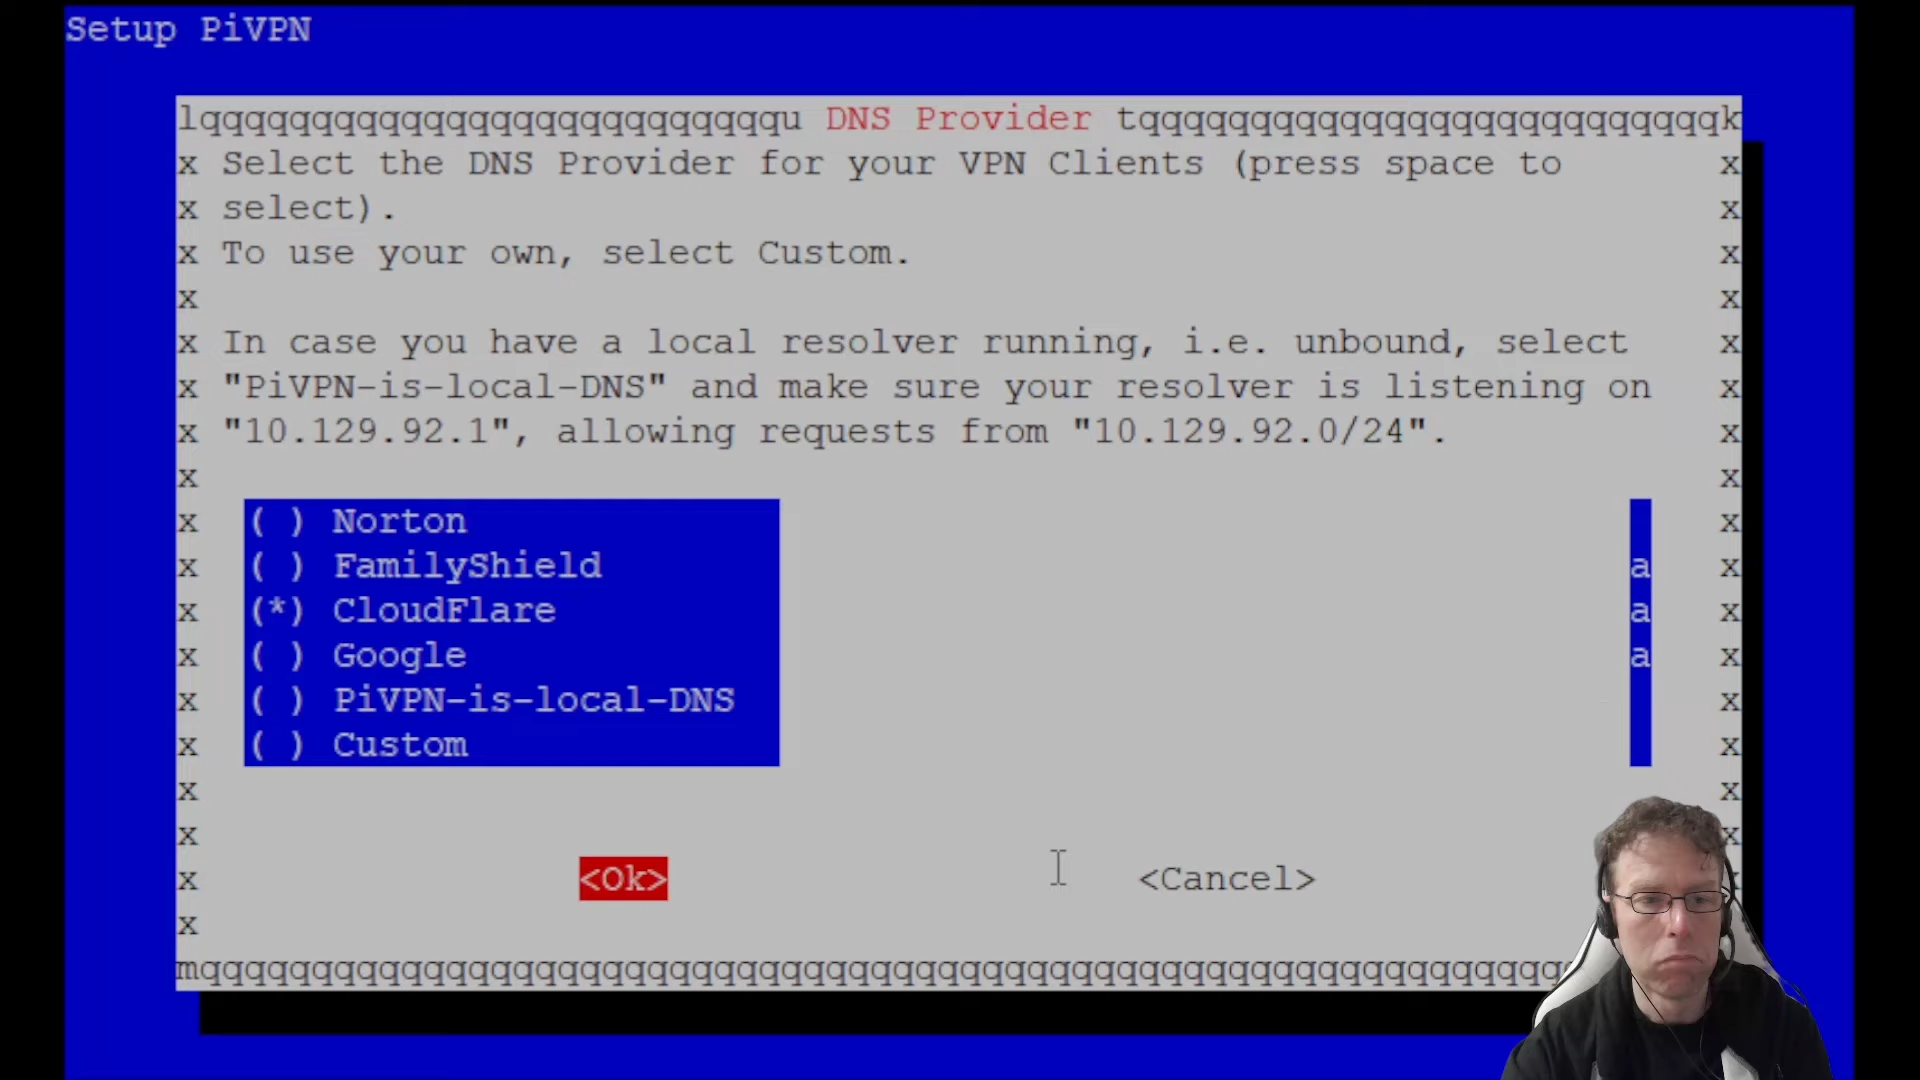 Setup PiVPN
lqqqqqqqqqqqqqqqqqqqqqqqqqqqu DNS Provider tqqqqqqqqqqqqqqqqqqqqqqqqqqk
x Select the DNS Provider for your VPN Clients (press space to x
x select). x
x To use your own, select Custom. x
x x
x In case you have a local resolver running, i.e. unbound, select x
x "PiVPN-is-local-DNS" and make sure your resolver is listening on x
x "10.129.92.1", allowing requests from "10.129.92.0/24". x
x x
x ( ) Norton x
x ( ) FamilyShield a x
x (*) CloudFlare a x
x ( ) Google a x
x ( ) PiVPN-is-local-DNS x
x ( ) Custom x
x x
x x
x <Ok> <Cancel>
x
mqqqqqqqqqqqqqqqqqqqqqqqqqqqqqqqqqqqqqqqqqqqqqqqqqqqqqqqqqqqqqq